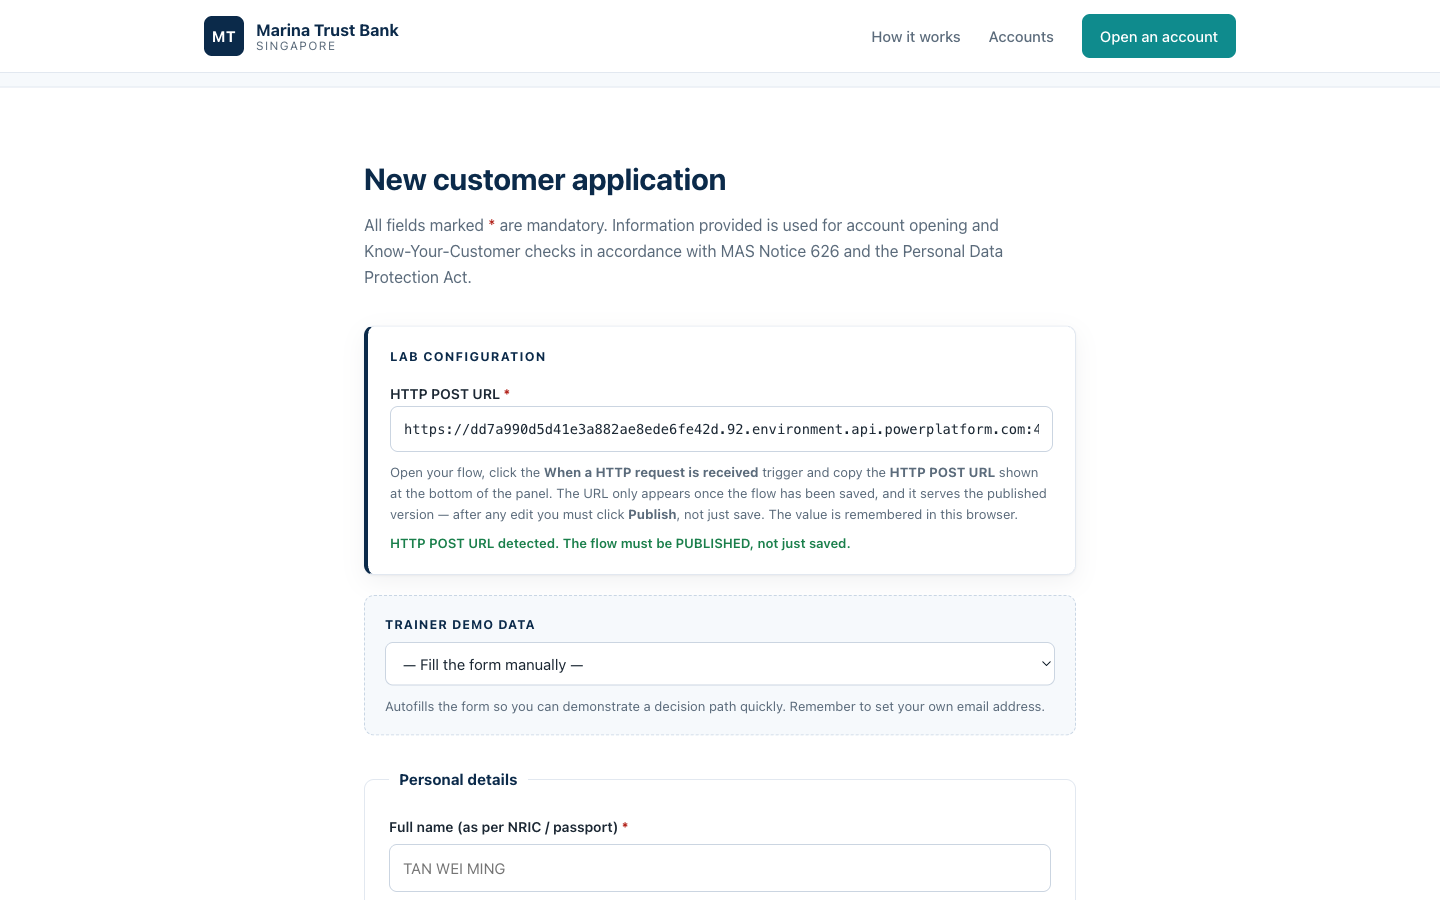 MT
Marina Trust Bank
SINGAPORE
How it works
Accounts
Open an account
New customer application
All fields marked * are mandatory. Information provided is used for account opening and
Know-Your-Customer checks in accordance with MAS Notice 626 and the Personal Data
Protection Act.
LAB CONFIGURATION
HTTP POST URL *
https://dd7a990d5d41e3a882ae8ede6fe42d.92.environment.api.powerplatform.com:4
Open your flow, click the When a HTTP request is received trigger and copy the HTTP POST URL shown
at the bottom of the panel. The URL only appears once the flow has been saved, and it serves the published
version — after any edit you must click Publish, not just save. The value is remembered in this browser.
HTTP POST URL detected. The flow must be PUBLISHED, not just saved.
TRAINER DEMO DATA
— Fill the form manually —
Autofills the form so you can demonstrate a decision path quickly. Remember to set your own email address.
Personal details
Full name (as per NRIC / passport) *
TAN WEI MING